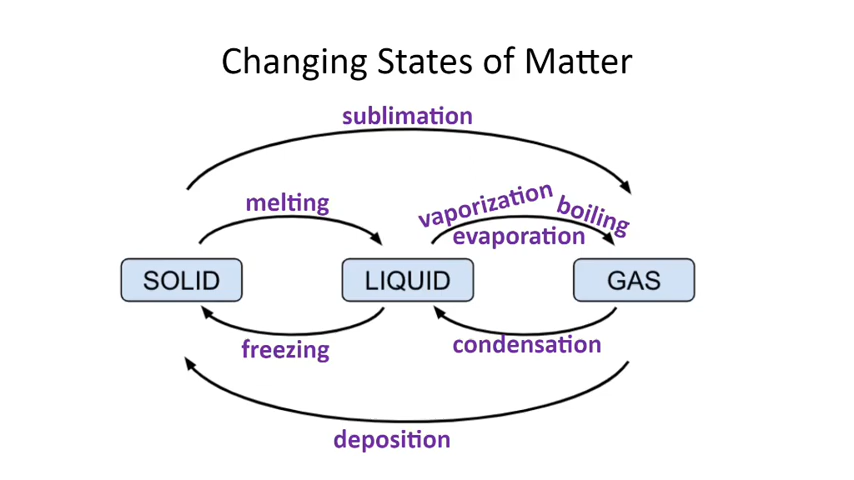 Changing States of Matter
sublimation
melting
vaporization boiling
evaporation
SOLID LIQUID GAS
freezing condensation
deposition